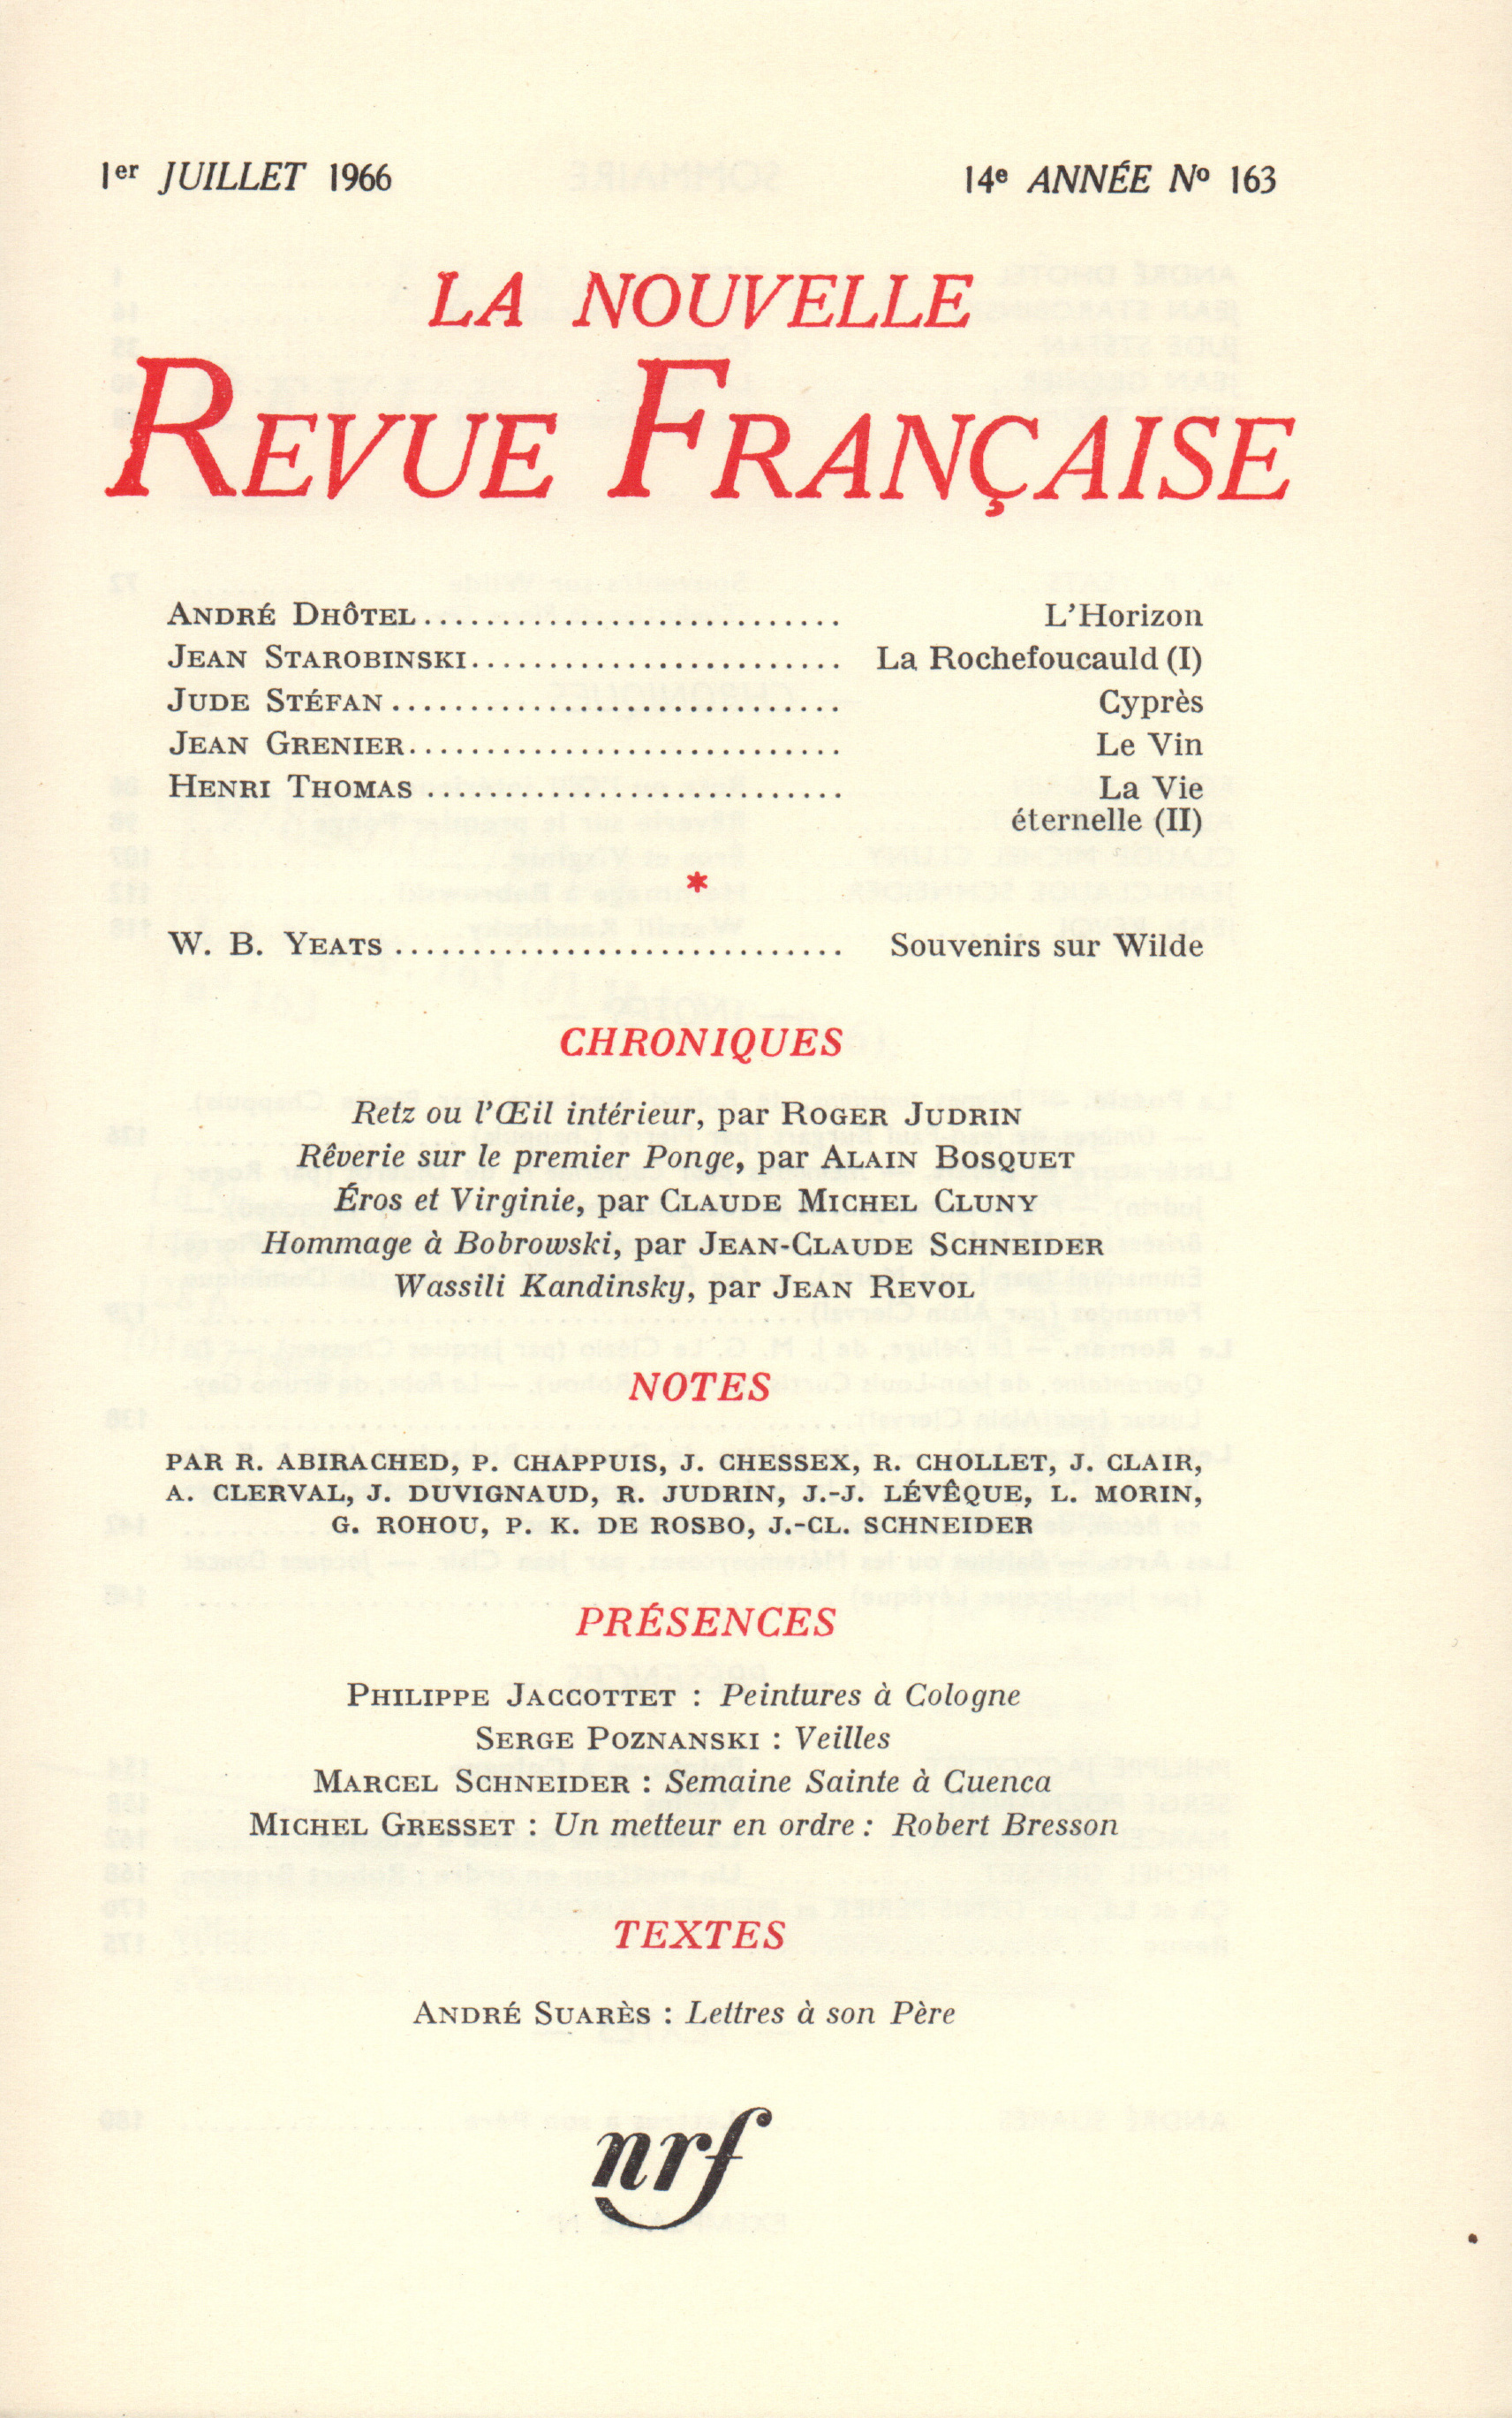 1er JUILLET 1966 14e ANNÉE No 163
LA NOUVELLE
REVUE FRANÇAISE
ANDRÉ DHÔTEL............................ L'Horizon
JEAN STAROBINSKI........................ La Rochefoucauld (I)
JUDE STÉFAN ............................. Cyprès
JEAN GRENIER............................ Le Vin
HENRI THOMAS ........................... La Vie
éternelle (II)
*
W. B. YEATS ............................. Souvenirs sur Wilde
CHRONIQUES
Retz ou l'Œil intérieur, par ROGER JUDRIN
Rêverie sur le premier Ponge, par ALAIN BOSQUET
Éros et Virginie, par CLAUDE MICHEL CLUNY
Hommage à Bobrowski, par JEAN-CLAUDE SCHNEIDER
Wassili Kandinsky, par JEAN REVOL
NOTES
PAR R. ABIRACHED, P. CHAPPUIS, J. CHESSEX, R. CHOLLET, J. CLAIR,
A. CLERVAL, J. DUVIGNAUD, R. JUDRIN, J.-J. LÉVÊQUE, L. MORIN,
G. ROHOU, P. K. DE ROSBO, J.-CL. SCHNEIDER
PRÉSENCES
PHILIPPE JACCOTTET : Peintures à Cologne
SERGE POZNANSKI : Veilles
MARCEL SCHNEIDER : Semaine Sainte à Cuenca
MICHEL GRESSET : Un metteur en ordre : Robert Bresson
TEXTES
ANDRÉ SUARÈS : Lettres à son Père
nrf